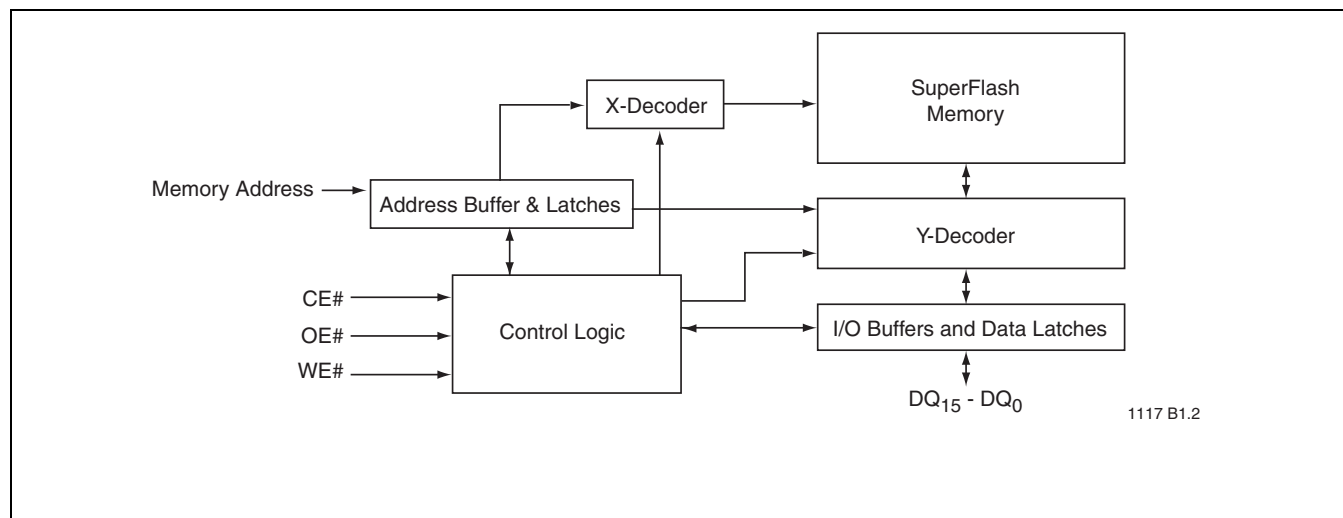 SuperFlash
Memory
X-Decoder
Memory Address
Address Buffer & Latches
Y-Decoder
CE#
OE#
WE#
Control Logic
I/O Buffers and Data Latches
DQ15 - DQ0
1117 B1.2